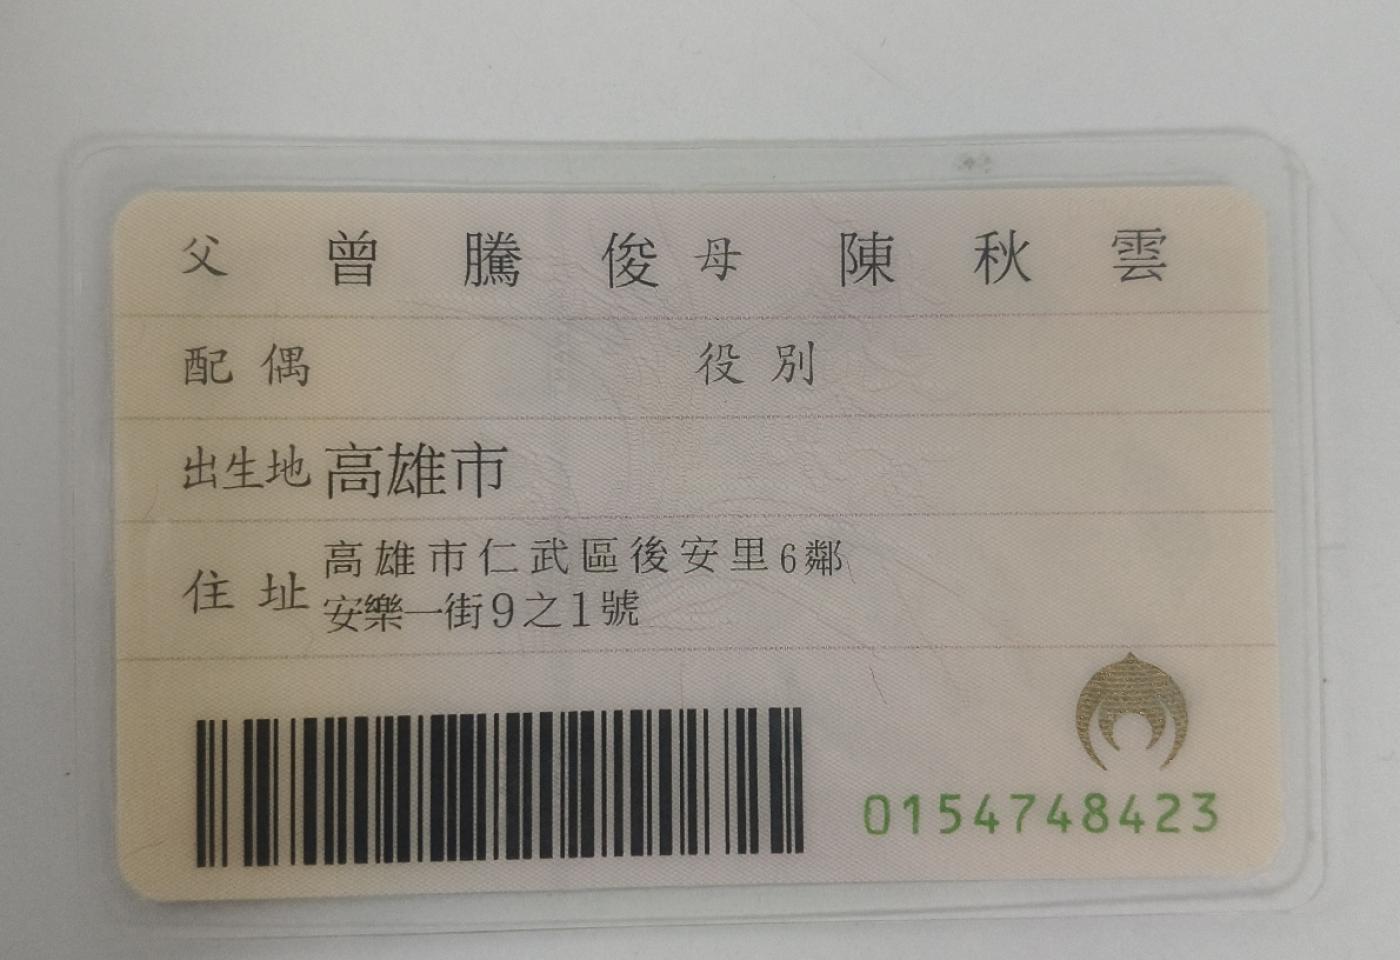 父 曾騰俊 母 陳秋雲
配偶 役別
出生地 高雄市
住址 高雄市仁武區後安里6鄰
安樂一街9之1號
0154748423